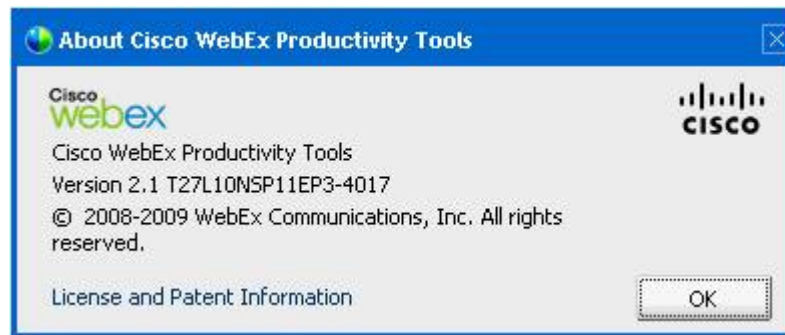 About Cisco WebEx Productivity Tools
Cisco
webex
CISCO
Cisco WebEx Productivity Tools
Version 2.1 T27L10NSP11EP3-4017
© 2008-2009 WebEx Communications, Inc. All rights
reserved.
License and Patent Information
OK